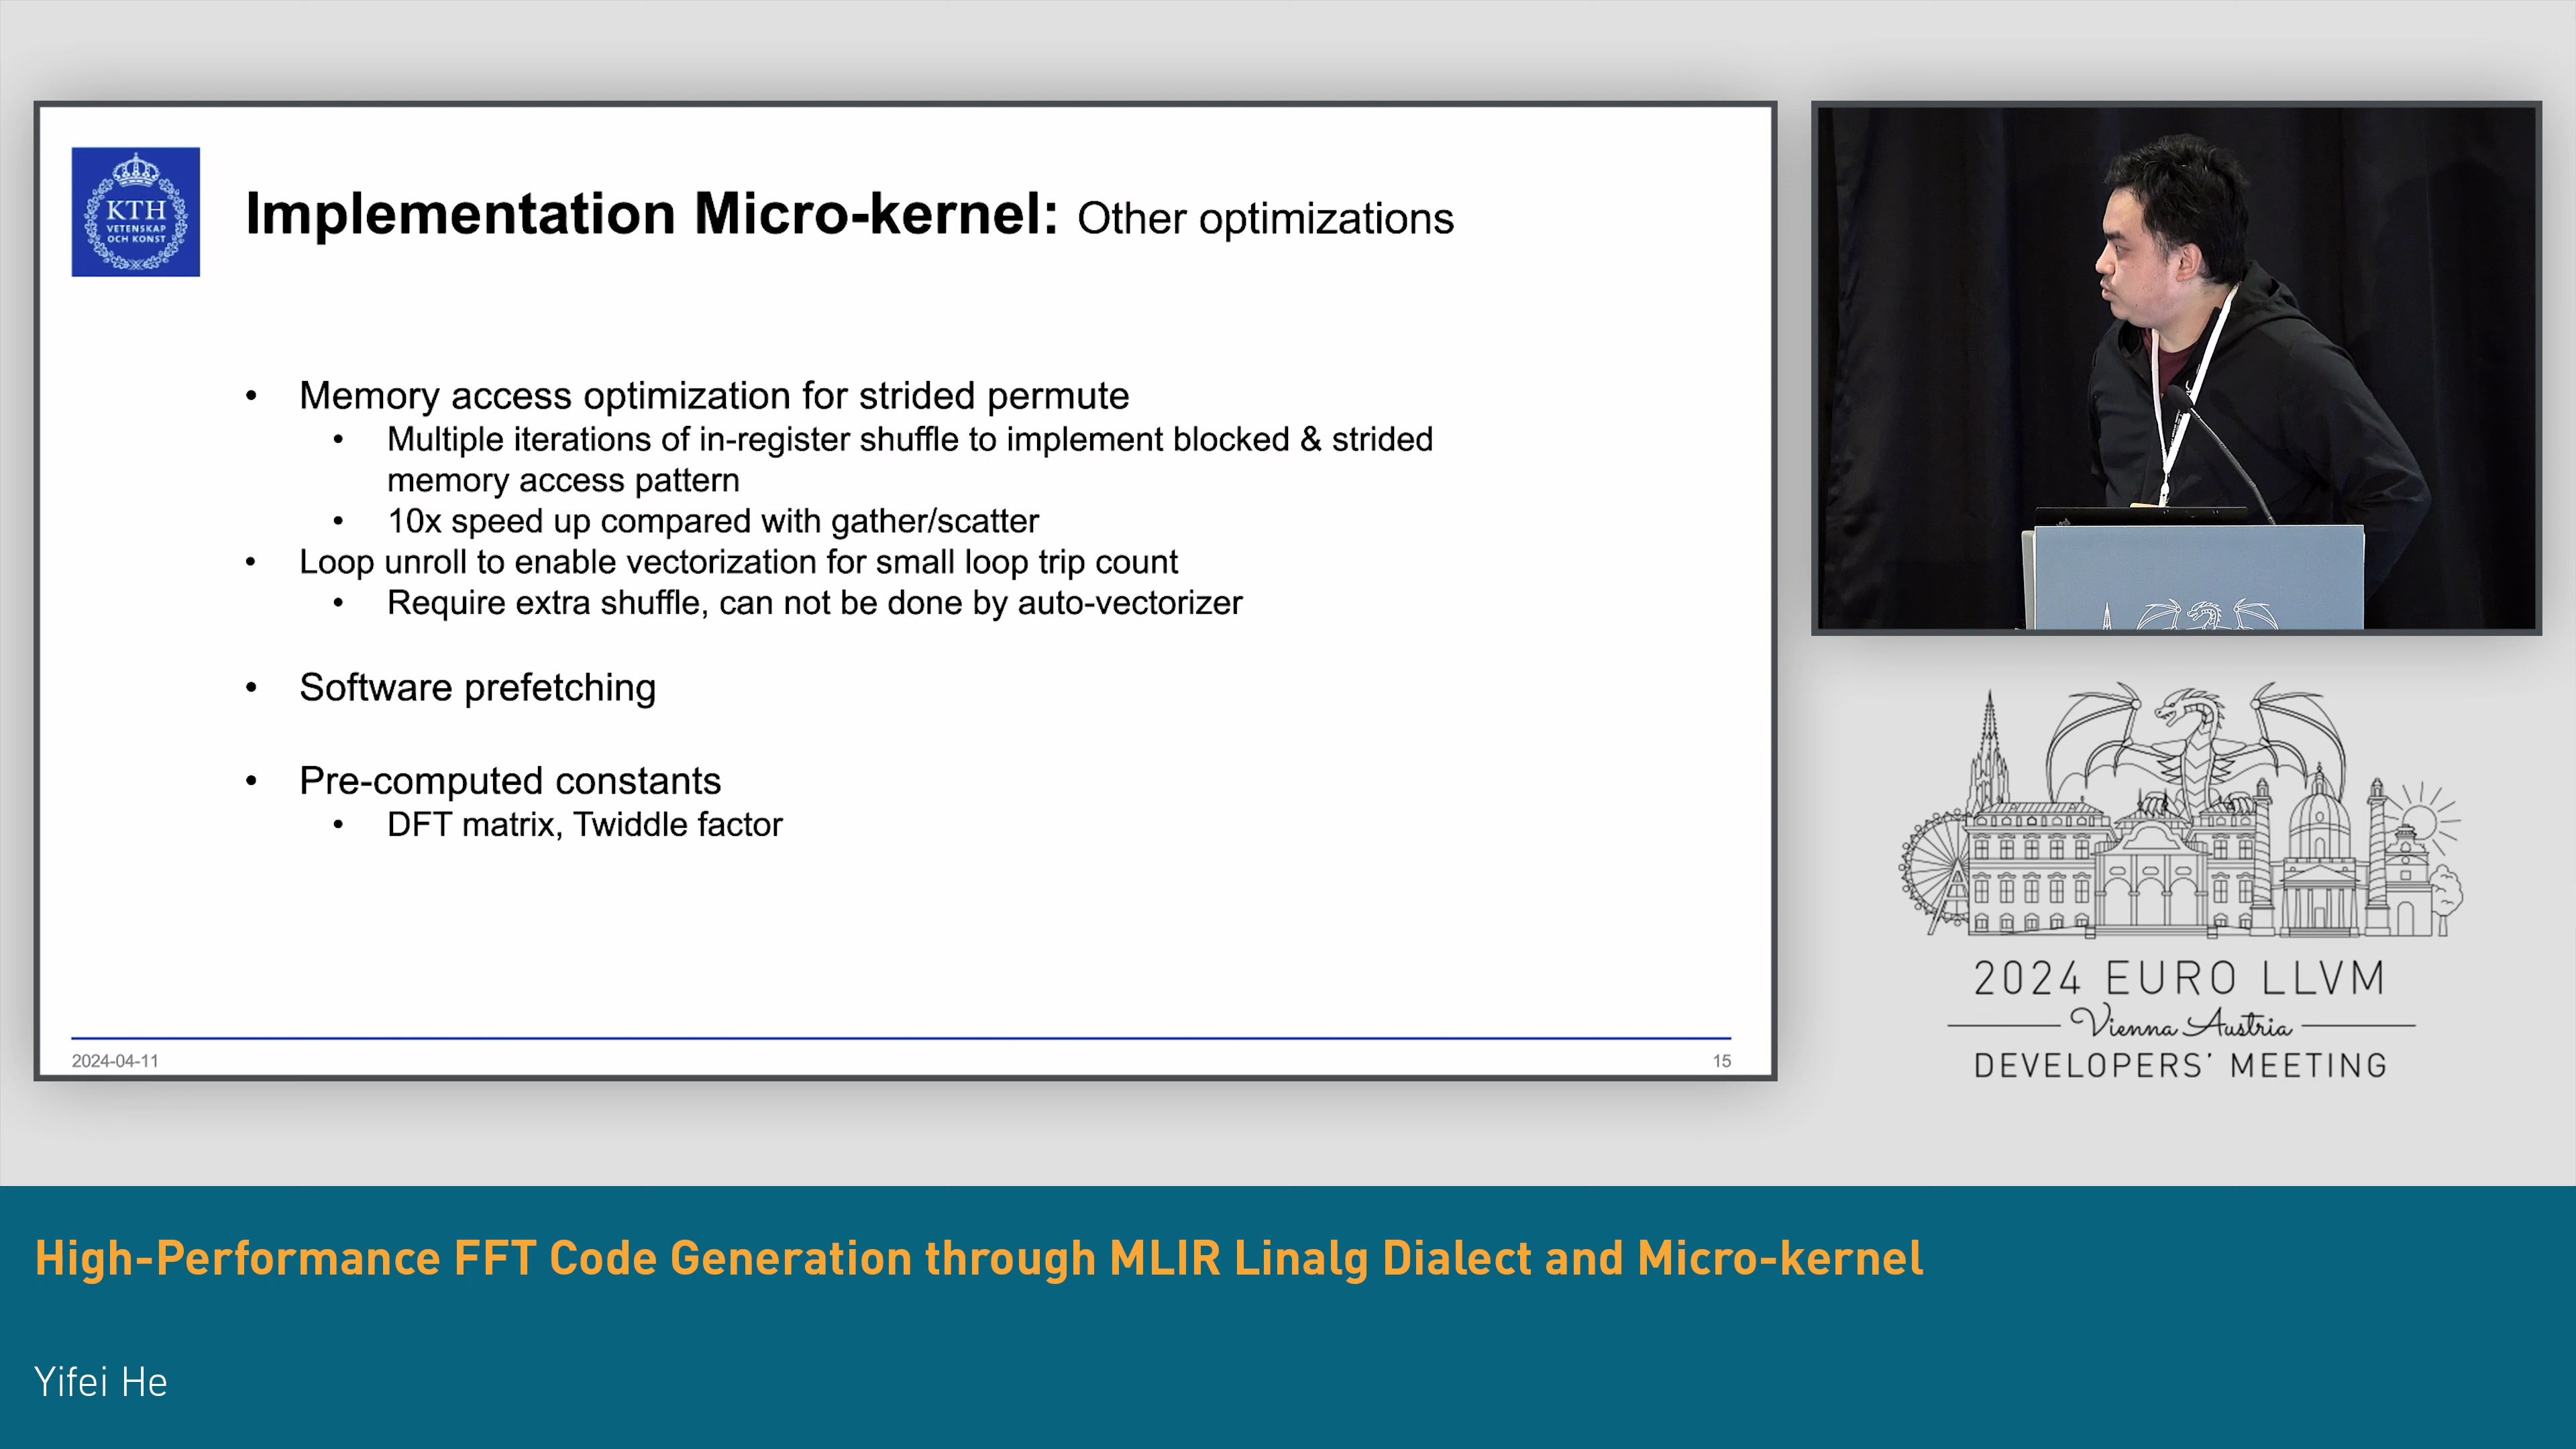 KTH
VETENSKAP
OCH KONST
Implementation Micro-kernel: Other optimizations
• Memory access optimization for strided permute
• Multiple iterations of in-register shuffle to implement blocked & strided
memory access pattern
• 10x speed up compared with gather/scatter
• Loop unroll to enable vectorization for small loop trip count
• Require extra shuffle, can not be done by auto-vectorizer
• Software prefetching
• Pre-computed constants
• DFT matrix, Twiddle factor
2024-04-11
15
2024 EURO LLVM
Vienna Austria
DEVELOPERS' MEETING
High-Performance FFT Code Generation through MLIR Linalg Dialect and Micro-kernel
Yifei He